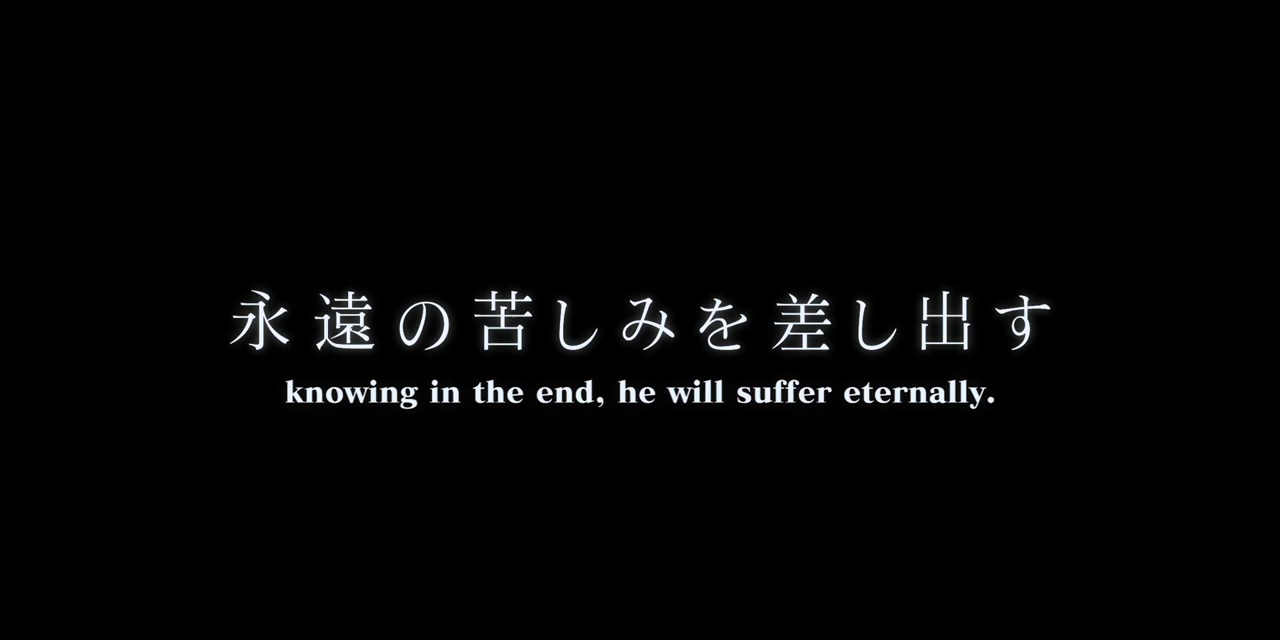 永遠の苦しみを差し出す
knowing in the end, he will suffer eternally.